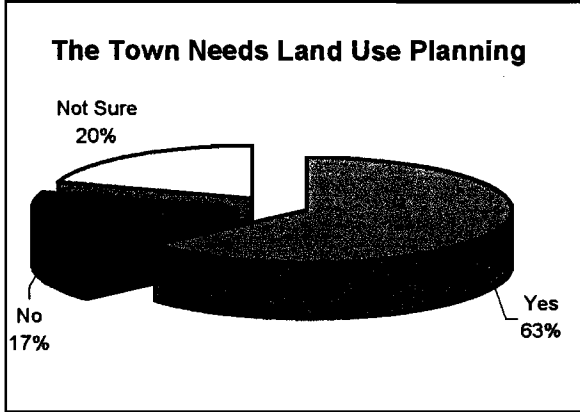 The Town Needs Land Use Planning
Not Sure
20%
No
17%
Yes
63%